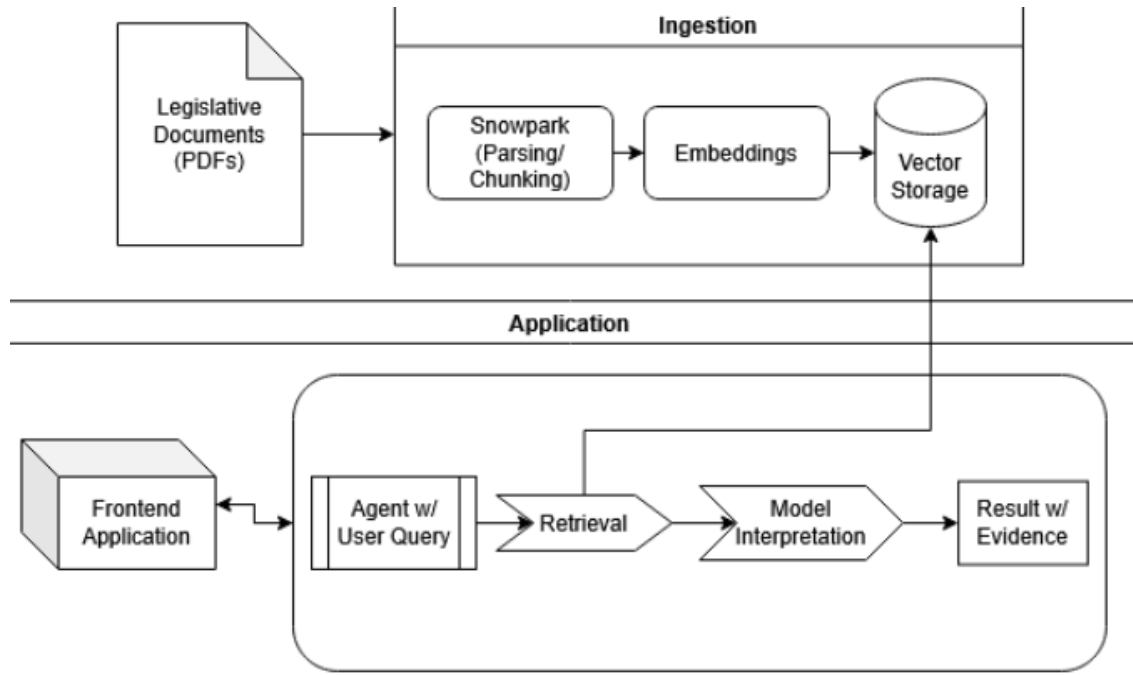 Ingestion
Legislative
Documents
(PDFs)
Snowpark
(Parsing/
Chunking)
Embeddings
Vector
Storage
Application
Frontend
Application
Agent w/
User Query
Retrieval
Model
Interpretation
Result w/
Evidence